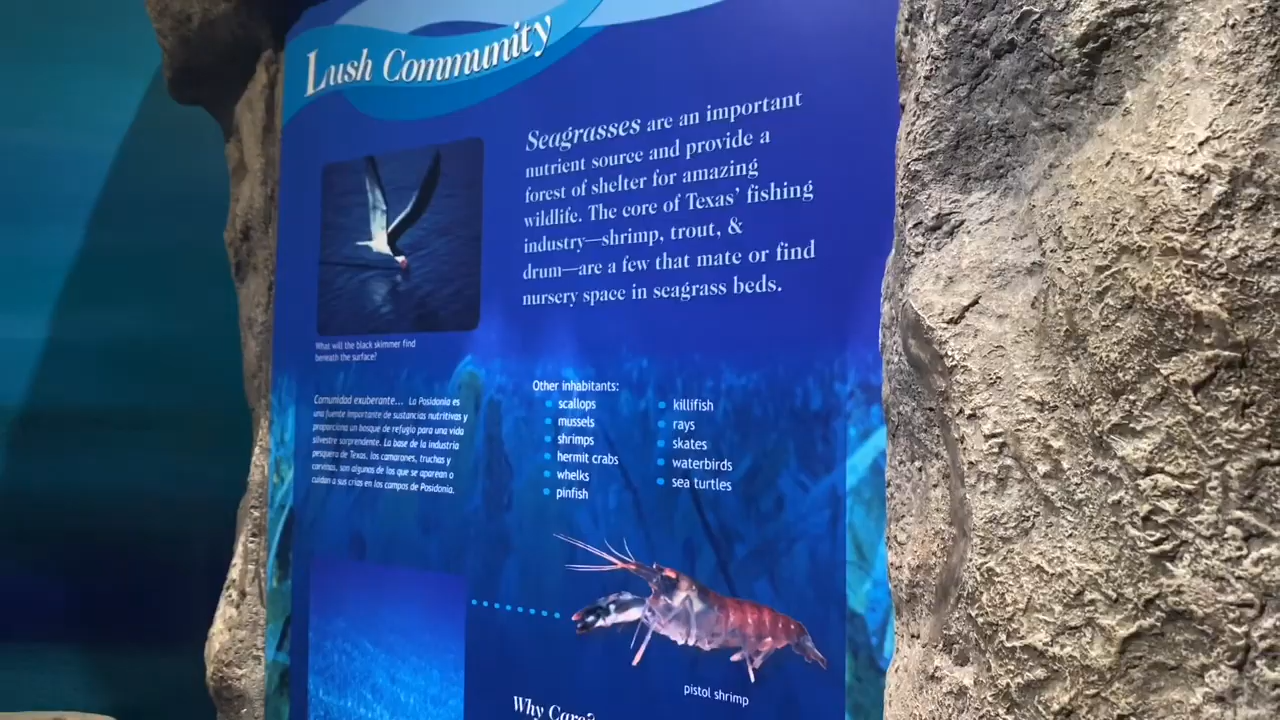 Lush Community
Seagrasses are an important
nutrient source and provide a
forest of shelter for amazing
wildlife. The core of Texas' fishing
industry—shrimp, trout, &
drum—are a few that mate or find
nursery space in seagrass beds.
What will the black skimmer find
beneath the surface?
Comunidad exuberante... La Posidonia es
una fuente importante de sustancias nutritivas y
proporciona un bosque de refugio para una vida
silvestre sorprendente. La base de la industria
pesquera de Texas, los camarones, truchas y
corvinas, son algunos de los que se aparean o
cuidan a sus crías en los campos de Posidonia.
Other inhabitants:
scallops
mussels
shrimps
hermit crabs
whelks
pinfish
killifish
rays
skates
waterbirds
sea turtles
pistol shrimp
Why Care?